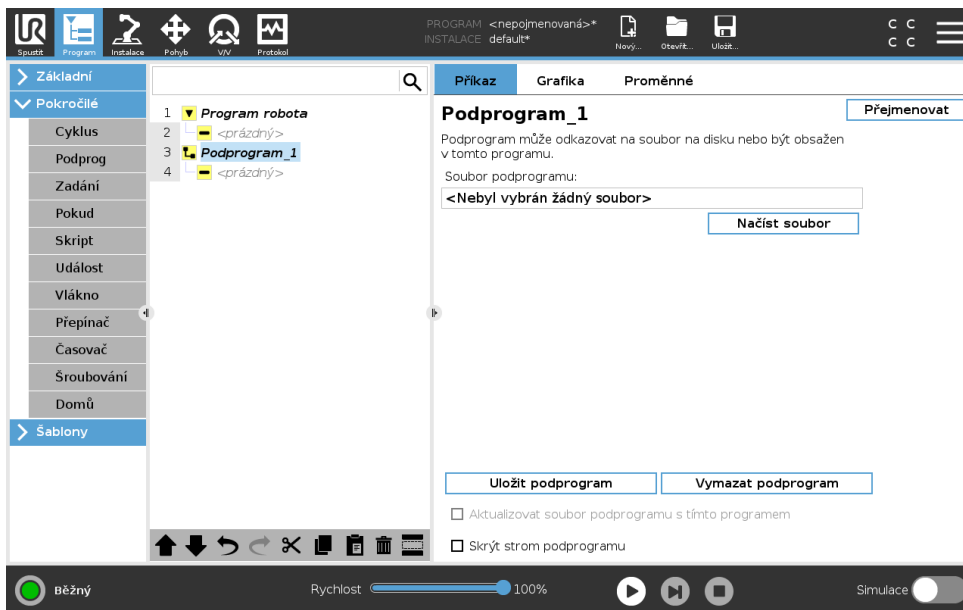 UR
Spustit
Program
Instalace
Pohyb
V/V
Protokol
PROGRAM <nepojmenovaná>*
INSTALACE default*
Nový...
Otevřít...
Uložit...
C C
C C
Základní
Pokročilé
Cyklus
Podprog
Zadání
Pokud
Skript
Událost
Vlákno
Přepínač
Časovač
Šroubování
Domů
Šablony
1 Program robota
2 <prázdný>
3 Podprogram_1
4 <prázdný>
Příkaz Grafika Proměnné
Podprogram_1
Přejmenovat
Podprogram může odkazovat na soubor na disku nebo být obsažen
v tomto programu.
Soubor podprogramu:
<Nebyl vybrán žádný soubor>
Načíst soubor
Uložit podprogram
Vymazat podprogram
Aktualizovat soubor podprogramu s tímto programem
Skrýt strom podprogramu
Běžný
Rychlost 100%
Simulace